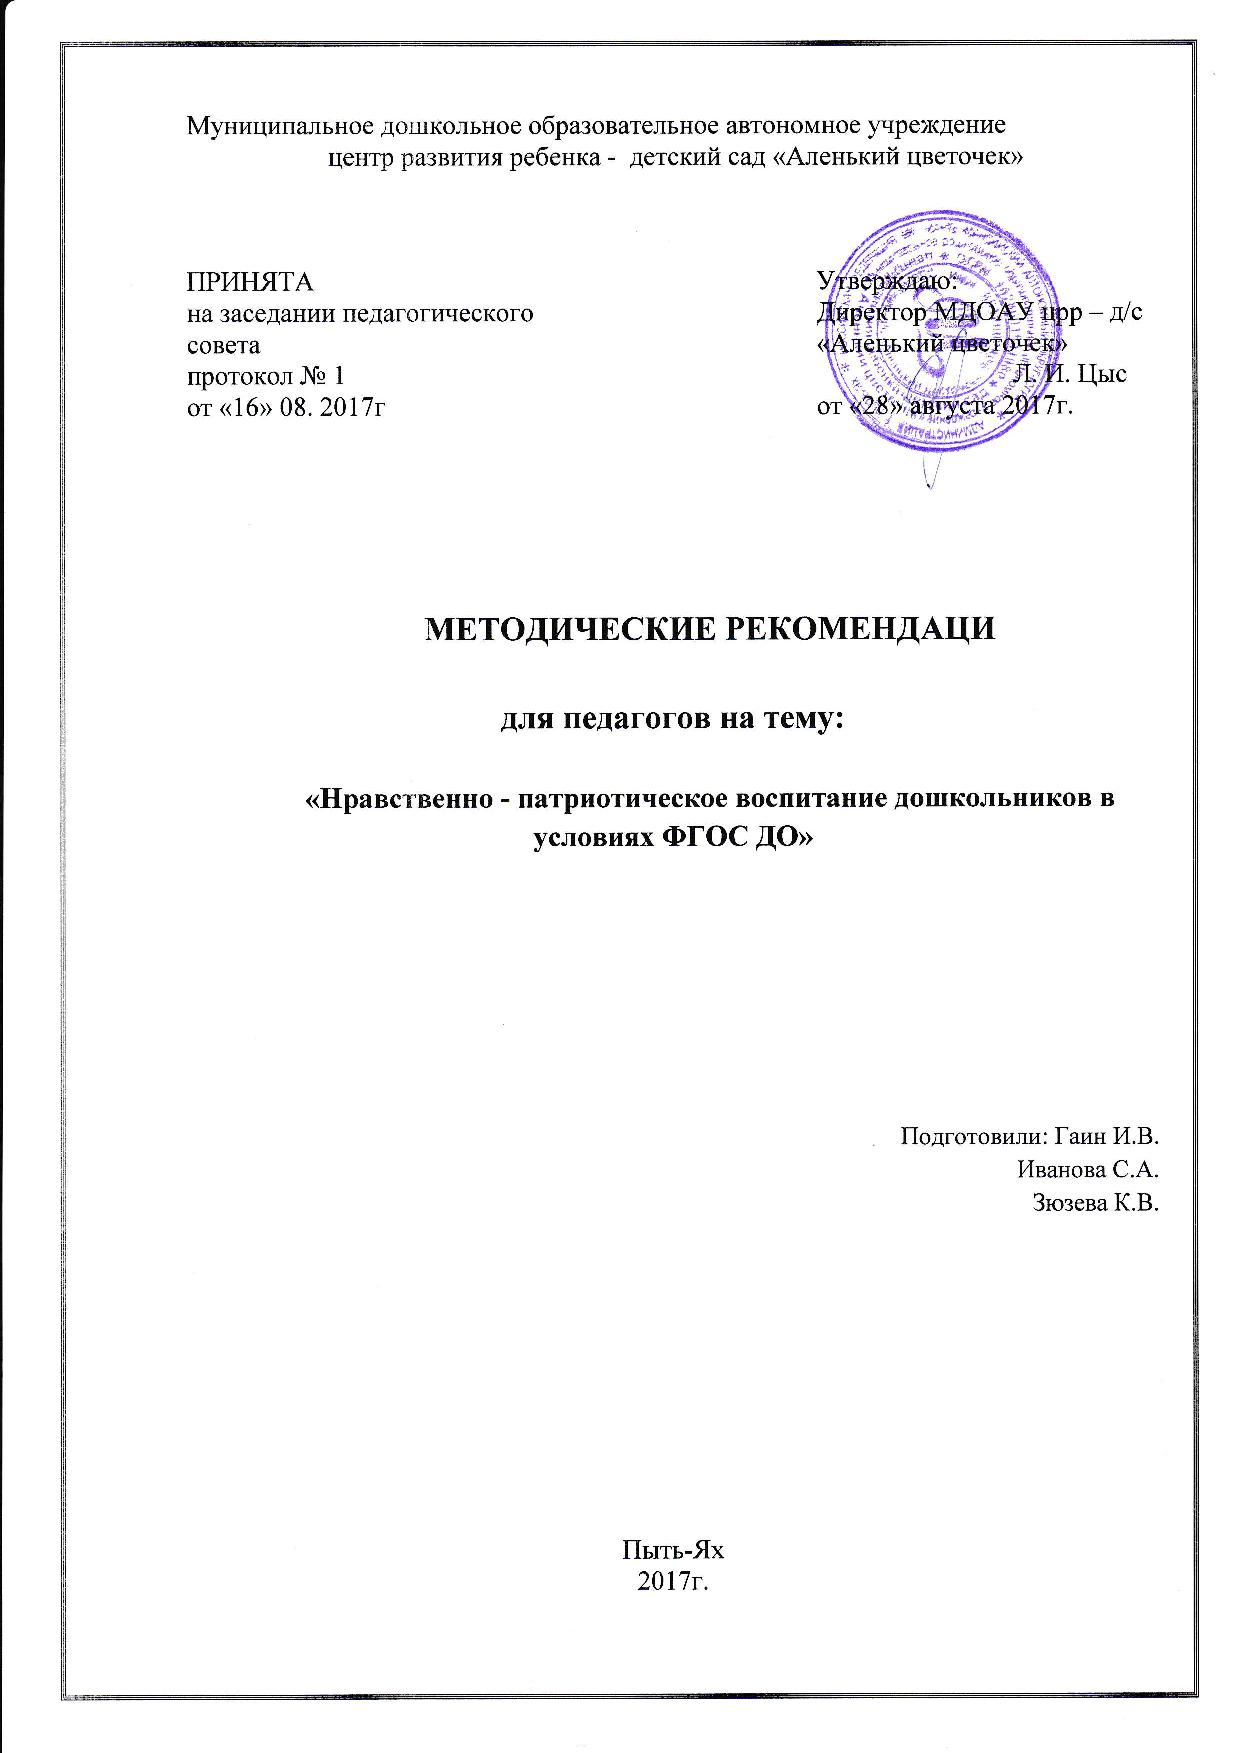 Муниципальное дошкольное образовательное автономное учреждение
центр развития ребенка - детский сад «Аленький цветочек»
ПРИНЯТА
на заседании педагогического
совета
протокол № 1
от «16» 08. 2017г
Утверждаю:
Директор МДОАУ црр – д/с
«Аленький цветочек»
Л. И. Цыс
от «28» августа 2017г.
МЕТОДИЧЕСКИЕ РЕКОМЕНДАЦИ
для педагогов на тему:
«Нравственно - патриотическое воспитание дошкольников в
условиях ФГОС ДО»
Подготовили: Гаин И.В.
Иванова С.А.
Зюзева К.В.
Пыть-Ях
2017г.